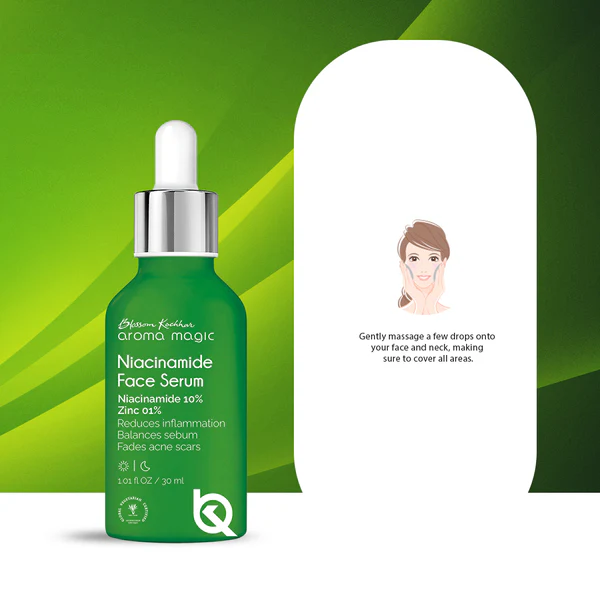 Blossom Kochhar
aroma magic
Niacinamide
Face Serum
Niacinamide 10%
Zinc 01%
Reduces inflammation
Balances sebum
Fades acne scars
1.01 fl OZ / 30 ml
Gently massage a few drops onto
your face and neck, making
sure to cover all areas.